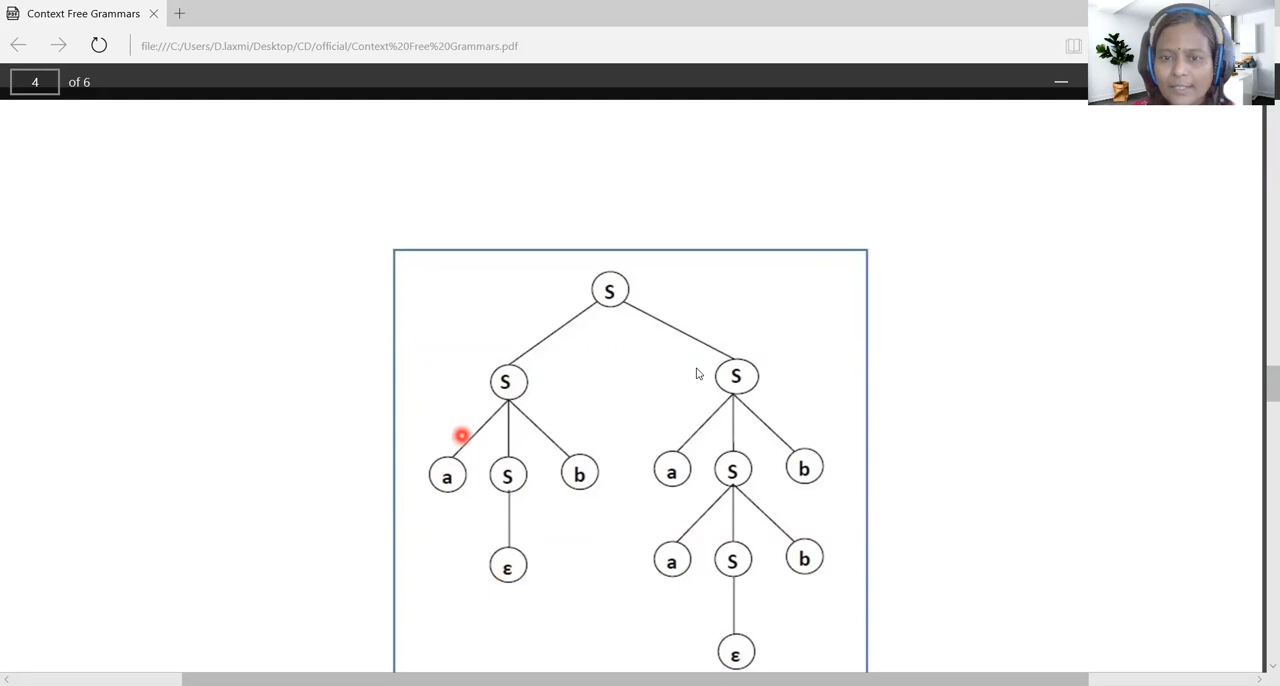 Context Free Grammars
file:///C:/Users/D.laxmi/Desktop/CD/official/Context%20Free%20Grammars.pdf
4 of 6
S
S S
a S b a S b
ε a S b
ε